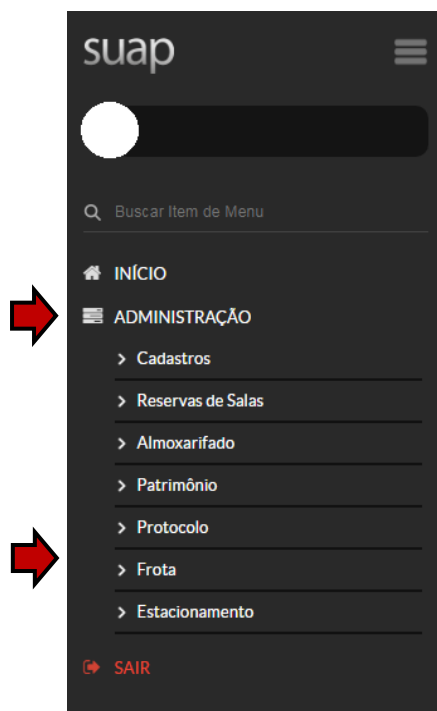 suap
Buscar Item de Menu
INÍCIO
ADMINISTRAÇÃO
Cadastros
Reservas de Salas
Almoxarifado
Patrimônio
Protocolo
Frota
Estacionamento
SAIR